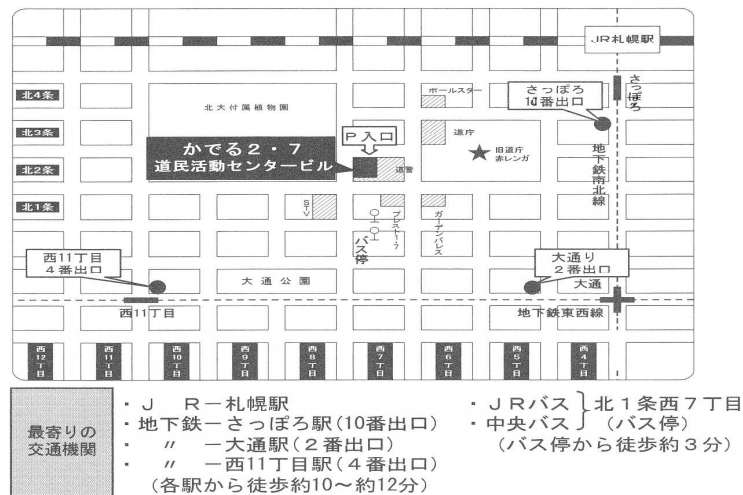 JR札幌駅
さっぽろ
北4条
北大付属植物園
ポールスター
さっぽろ
10番出口
北3条
P入口
道庁
かでる2・7
道民活動センタービル
道警
旧道庁
赤レンガ
地下鉄南北線
北2条
北1条
STV
バス停
プレスト1・7
ガーデンパレス
西11丁目
4番出口
大通公園
大通り
2番出口
大通
西11丁目
地下鉄東西線
西12丁目
西11丁目
西10丁目
西9丁目
西8丁目
西7丁目
西6丁目
西5丁目
西4丁目
最寄りの
交通機関
・J R－札幌駅
・地下鉄－さっぽろ駅(10番出口)
・ 〃 －大通駅(2番出口)
・ 〃 －西11丁目駅(4番出口)
(各駅から徒歩約10～約12分)
・JRバス
・中央バス
北1条西7丁目
(バス停)
(バス停から徒歩約3分)